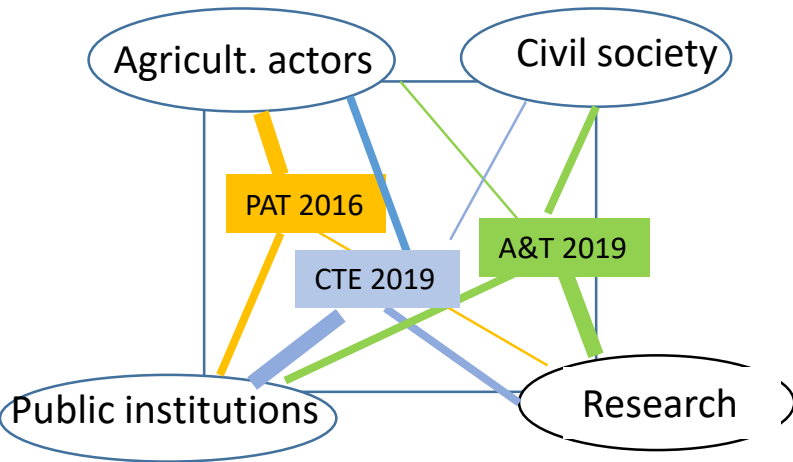 Agricult. actors
Civil society
PAT 2016
A&T 2019
CTE 2019
Public institutions
Research